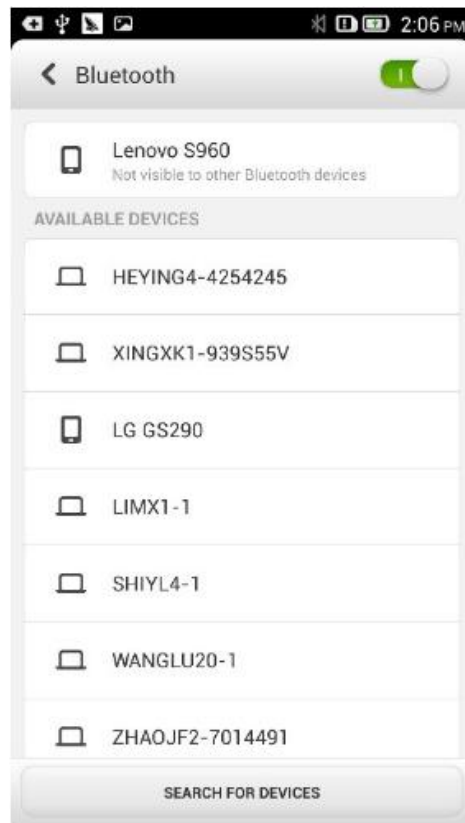 2:06 PM
Bluetooth
Lenovo S960
Not visible to other Bluetooth devices
AVAILABLE DEVICES
HEYING4-4254245
XINGXK1-939S55V
LG GS290
LIMX1-1
SHIYL4-1
WANGLU20-1
ZHAOJF2-7014491
SEARCH FOR DEVICES